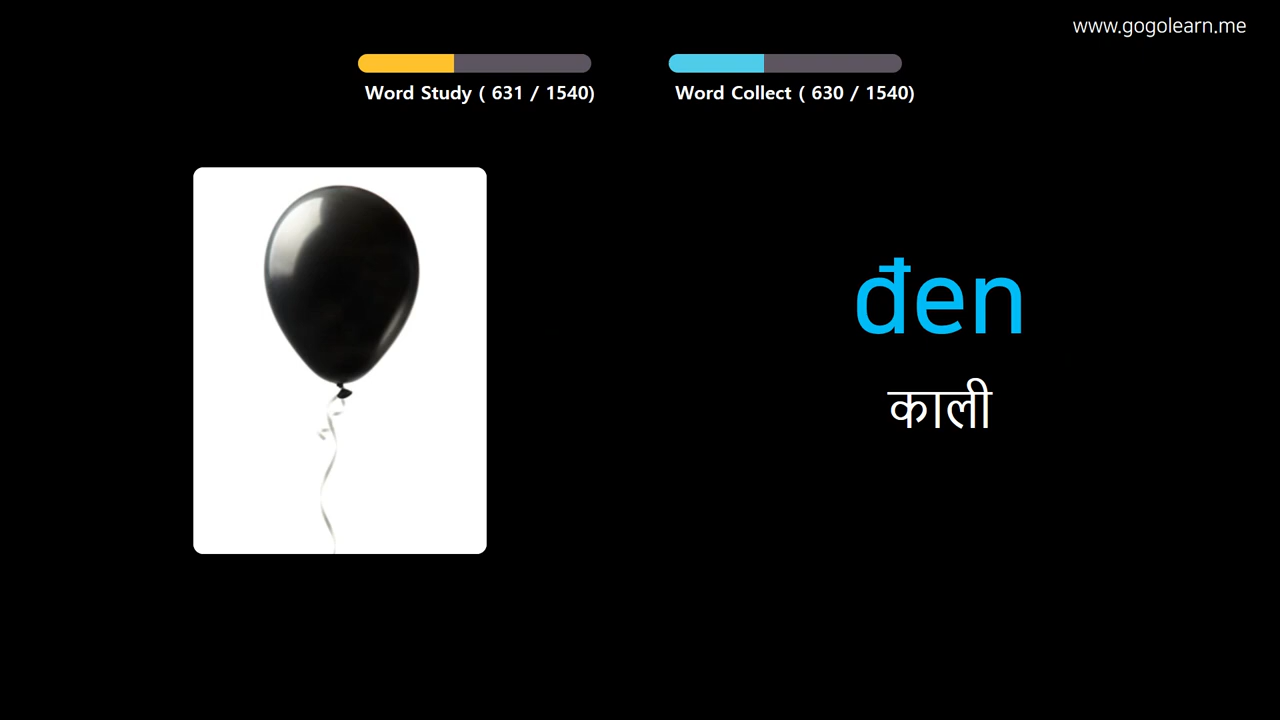 www.gogolearn.me
Word Study ( 631 / 1540)
Word Collect ( 630 / 1540)
đen
काली